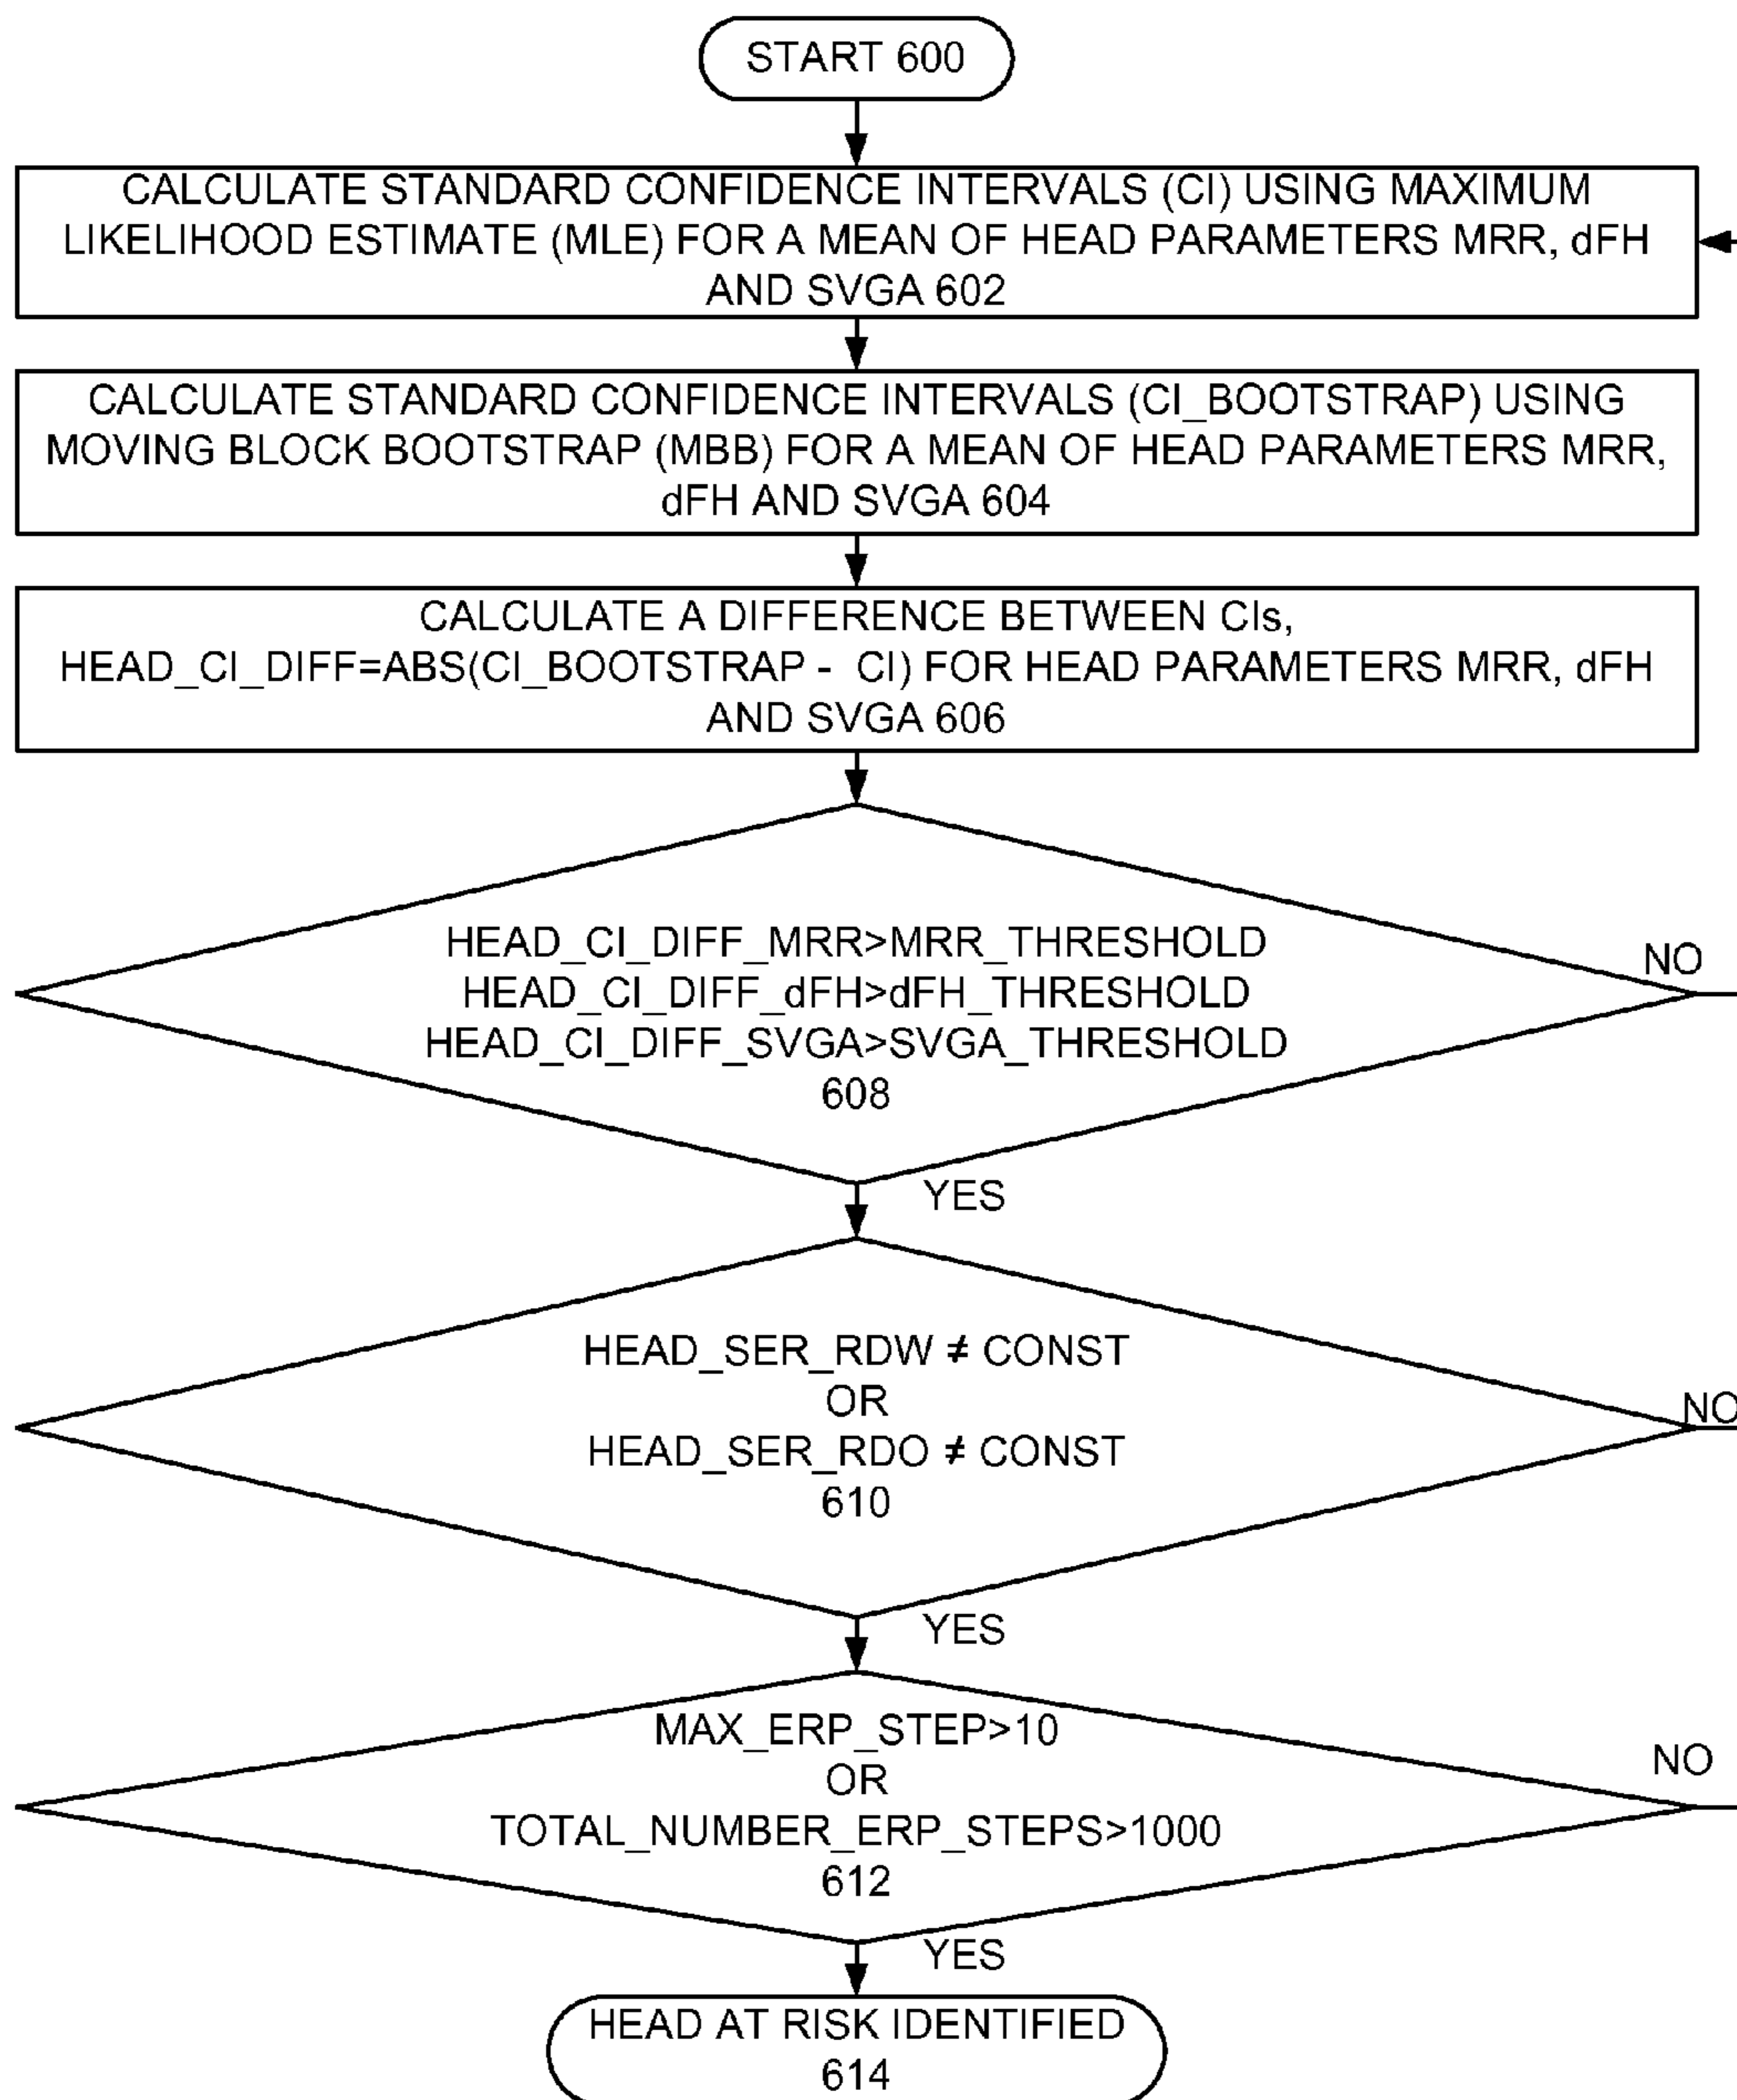 START 600
CALCULATE STANDARD CONFIDENCE INTERVALS (CI) USING MAXIMUM
LIKELIHOOD ESTIMATE (MLE) FOR A MEAN OF HEAD PARAMETERS MRR, dFH
AND SVGA 602
CALCULATE STANDARD CONFIDENCE INTERVALS (CI_BOOTSTRAP) USING
MOVING BLOCK BOOTSTRAP (MBB) FOR A MEAN OF HEAD PARAMETERS MRR,
dFH AND SVGA 604
CALCULATE A DIFFERENCE BETWEEN CIs,
HEAD_CI_DIFF=ABS(CI_BOOTSTRAP - CI) FOR HEAD PARAMETERS MRR, dFH
AND SVGA 606
HEAD_CI_DIFF_MRR>MRR_THRESHOLD
HEAD_CI_DIFF_dFH>dFH_THRESHOLD
HEAD_CI_DIFF_SVGA>SVGA_THRESHOLD
608
NO
YES
HEAD_SER_RDW ≠ CONST
OR
HEAD_SER_RDO ≠ CONST
610
NO
YES
MAX_ERP_STEP>10
OR
TOTAL_NUMBER_ERP_STEPS>1000
612
NO
YES
HEAD AT RISK IDENTIFIED
614